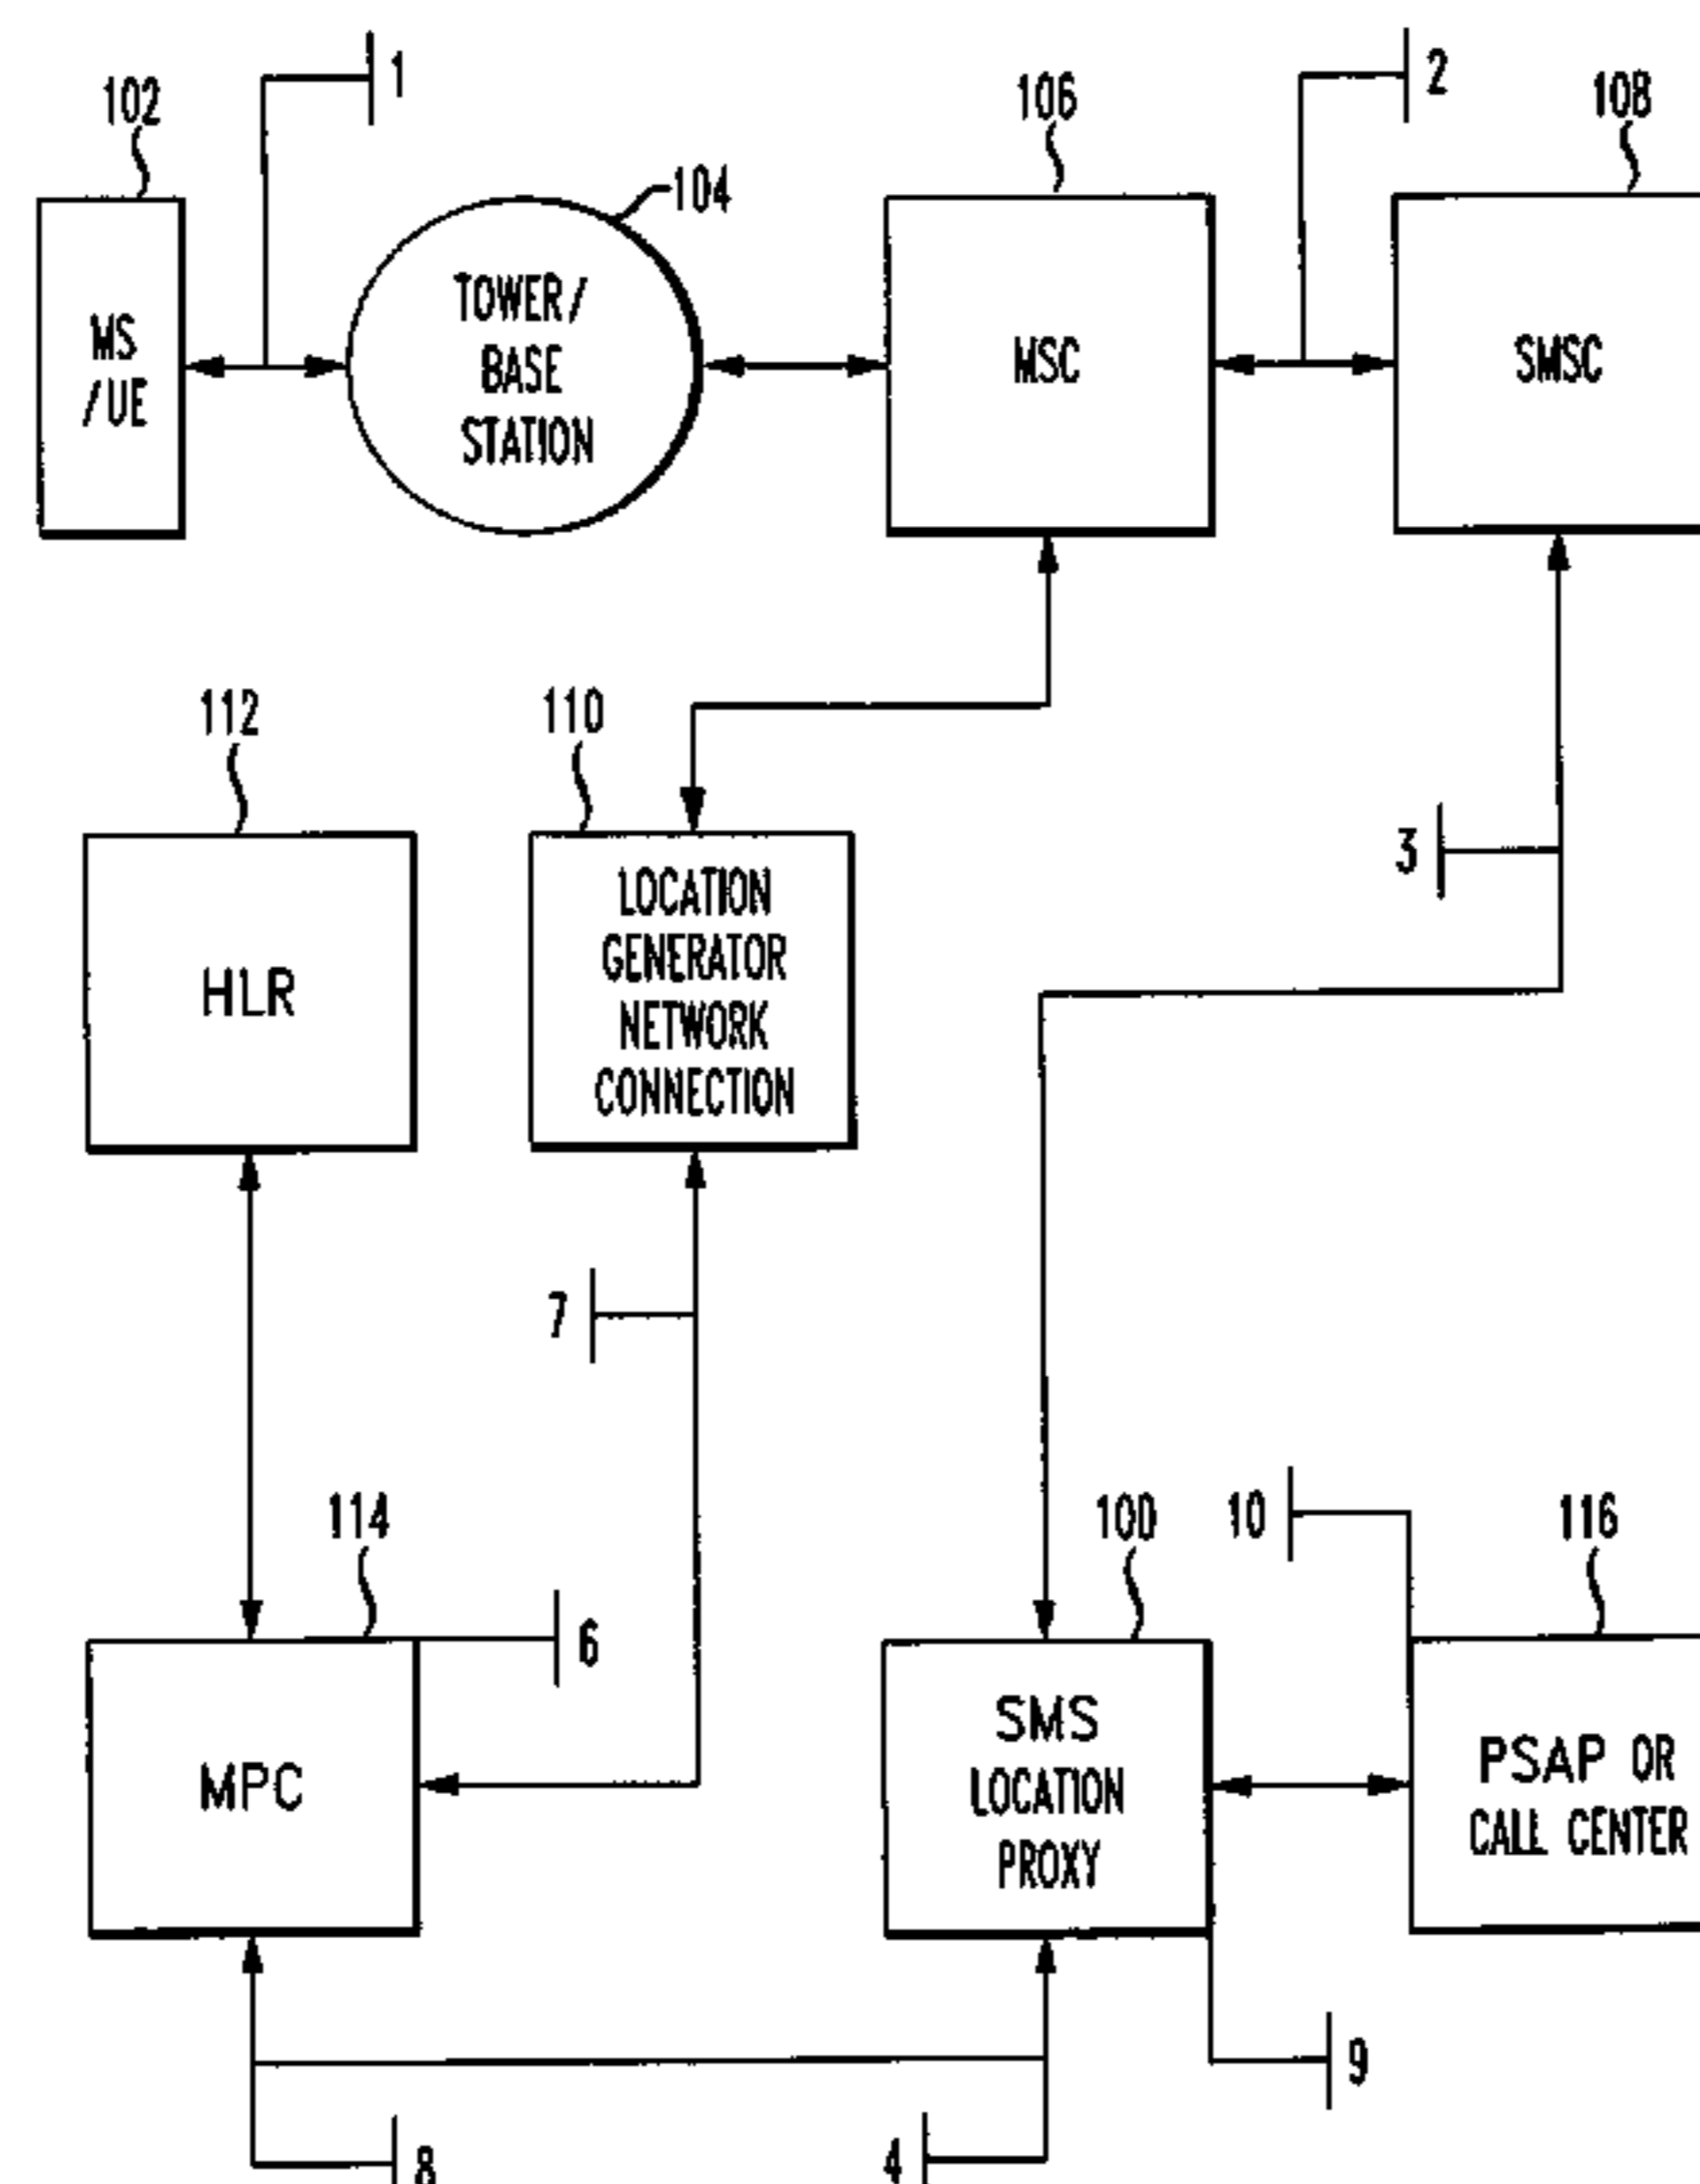 1
2
102
106
108
104
MS
/UE
TOWER/
BASE
STATION
MSC
SMSC
112
110
3
HLR
LOCATION
GENERATOR
NETWORK
CONNECTION
7
114
6
100
10
116
MPC
SMS
LOCATION
PROXY
PSAP OR
CALL CENTER
9
8
4